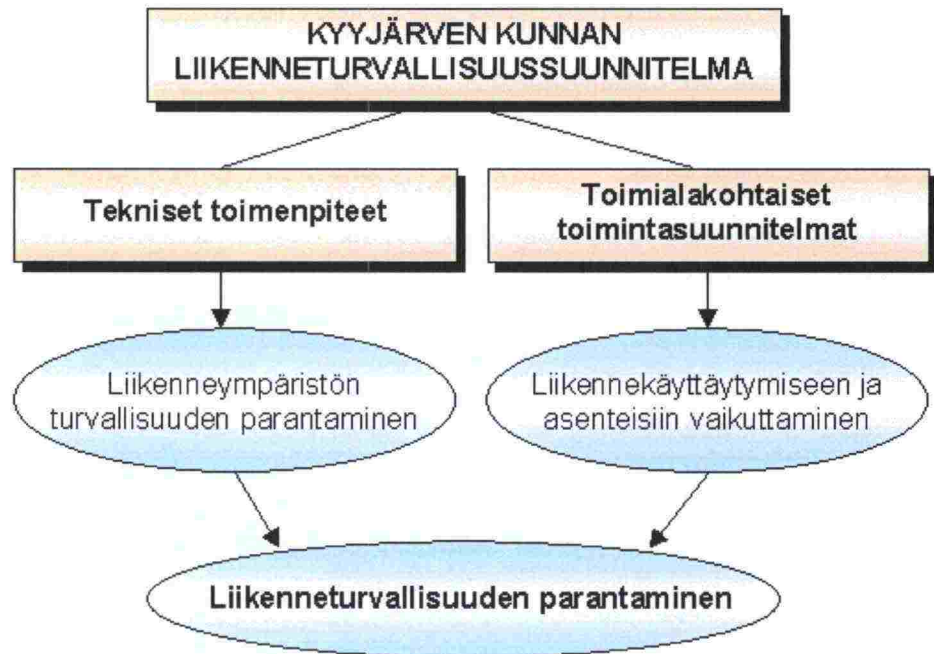 KYYJÄRVEN KUNNAN
LIIKENNETURVALLISUUSSUUNNITELMA
Tekniset toimenpiteet
Toimialakohtaiset
toimintasuunnitelmat
Liikenneympäristön
turvallisuuden parantaminen
Liikennekäyttäytymiseen ja
asenteisiin vaikuttaminen
Liikenneturvallisuuden parantaminen